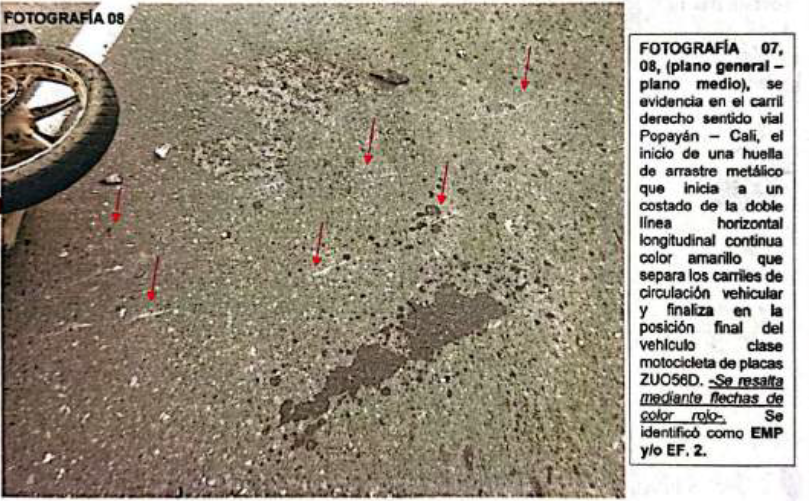 FOTOGRAFÍA 08
FOTOGRAFÍA 07,
08, (plano general –
plano medio), se
evidencia en el carril
derecho sentido vial
Popayán – Cali, el
inicio de una huella
de arrastre metálico
que inicia a un
costado de la doble
línea horizontal
longitudinal continua
color amarillo que
separa los carriles de
circulación vehicular
y finaliza en la
posición final del
vehículo clase
motocicleta de placas
ZUO56D. -Se resalta
mediante flechas de
color rojo-. Se
identificó como EMP
y/o EF. 2.